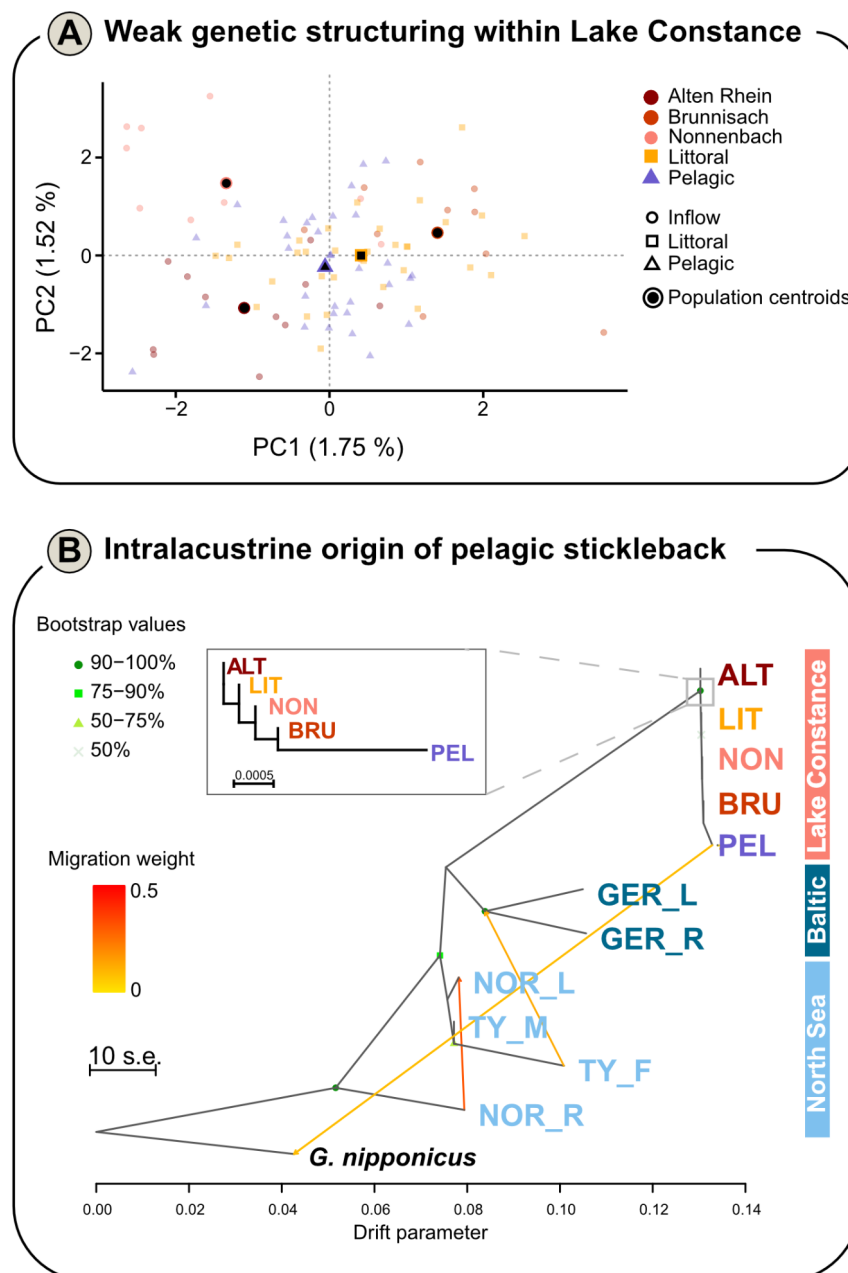 A Weak genetic structuring within Lake Constance
PC2 (1.52 %)
2
0
−2
−2
0
2
PC1 (1.75 %)
Alten Rhein
Brunnisach
Nonnenbach
Littoral
Pelagic
Inflow
Littoral
Pelagic
Population centroids
B Intralacustrine origin of pelagic stickleback
Bootstrap values
90−100%
75−90%
50−75%
50%
ALT
LIT
NON
BRU
PEL
0.0005
Migration weight
0.5
0
10 s.e.
ALT
LIT
NON
BRU
PEL
Lake Constance
GER_L
GER_R
Baltic
NOR_L
TY_M
TY_F
NOR_R
North Sea
G. nipponicus
0.00
0.02
0.04
0.06
0.08
0.10
0.12
0.14
Drift parameter